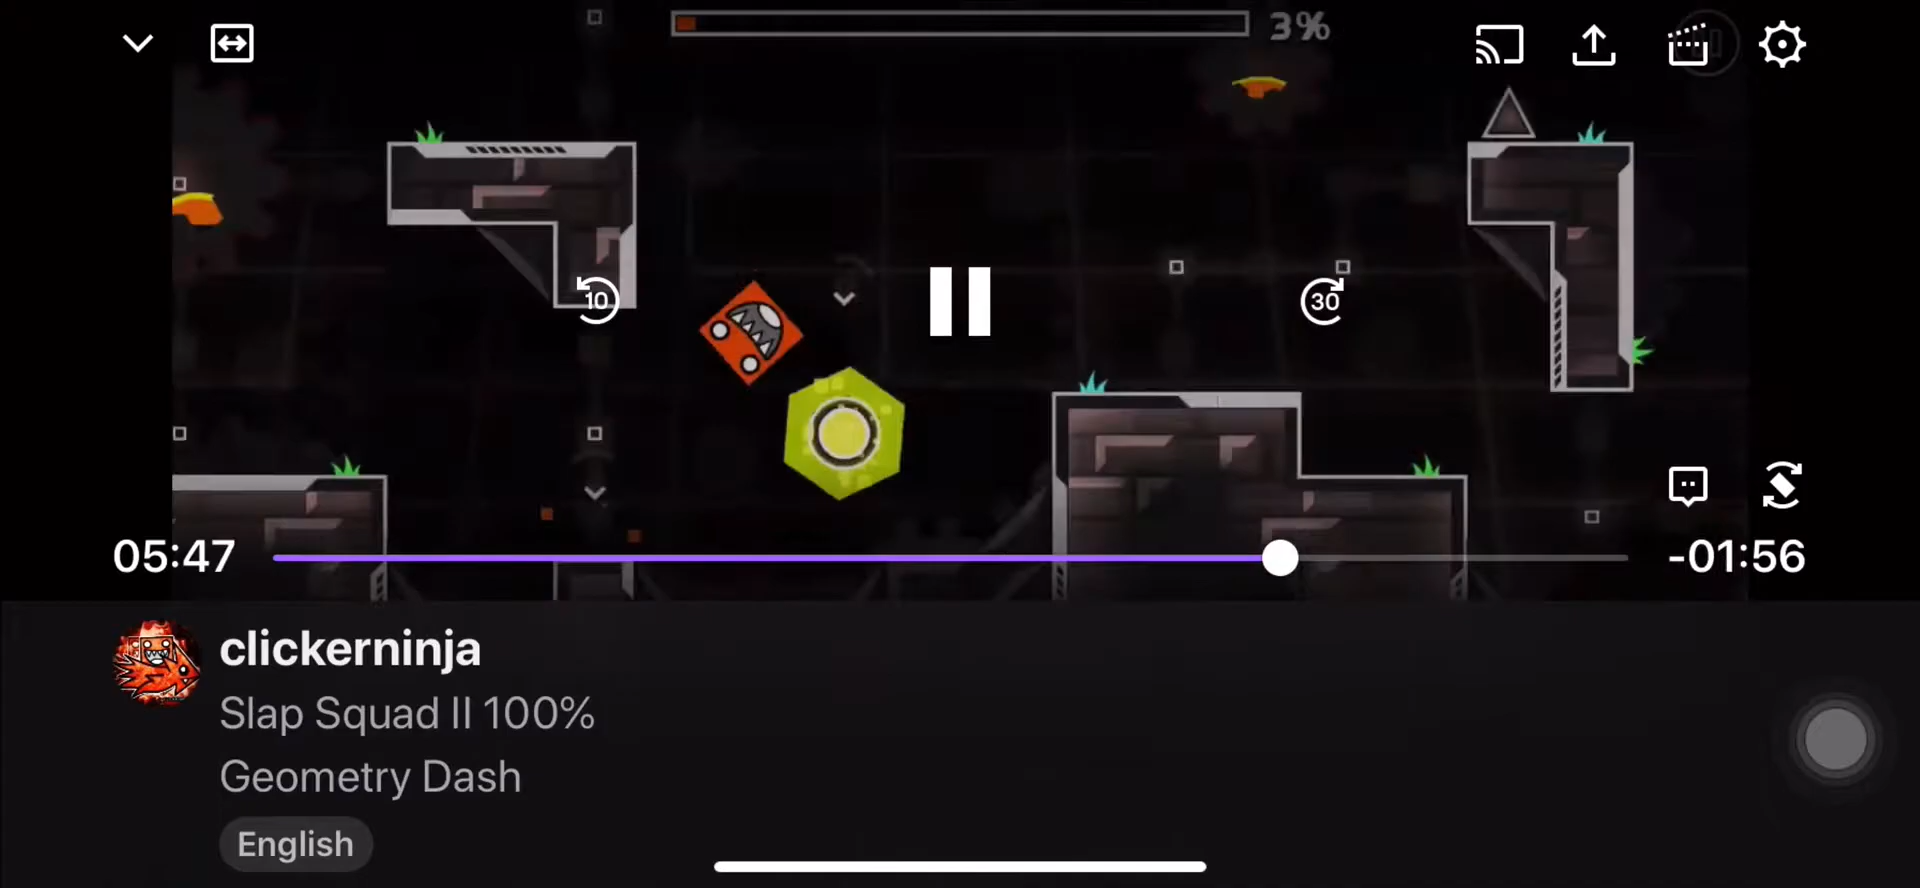 3%
10
30
05:47
-01:56
clickerninja
Slap Squad II 100%
Geometry Dash
English